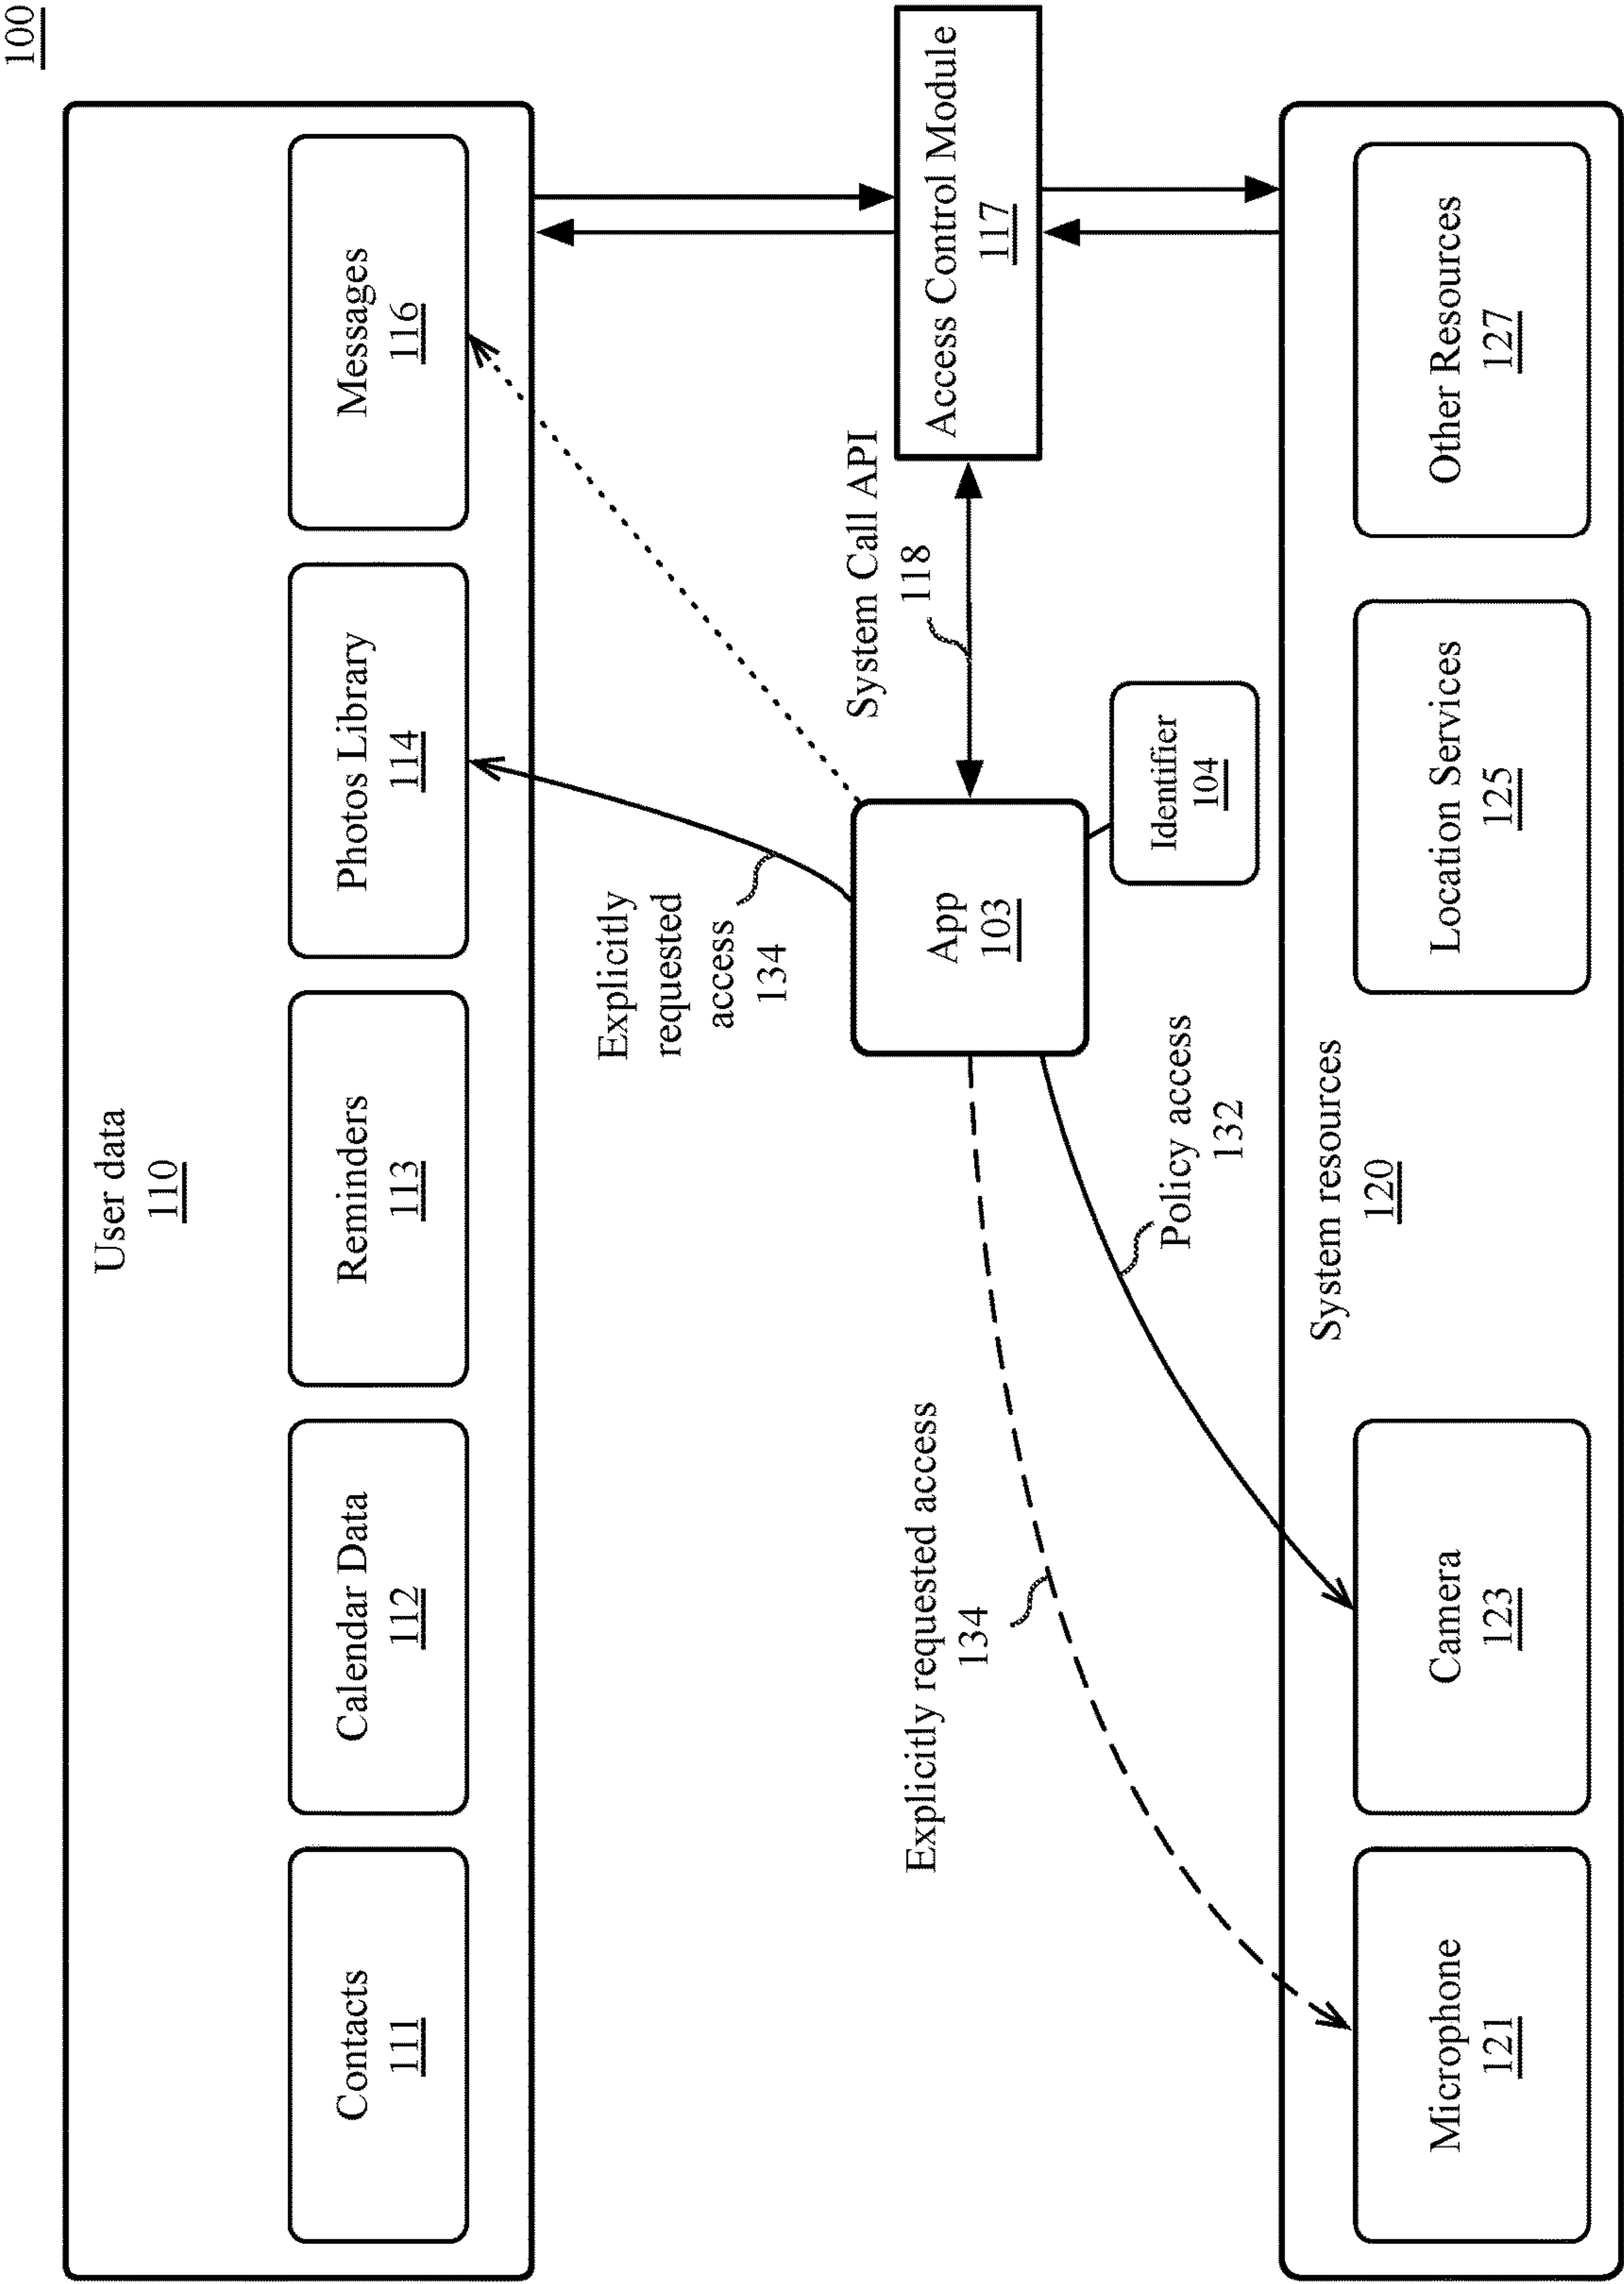 100
User data
110
Contacts
111
Calendar Data
112
Reminders
113
Photos Library
114
Messages
116
Explicitly
requested
access
134
System Call API
118
Access Control Module
117
App
103
Identifier
104
Explicitly requested access
134
Policy access
132
System resources
120
Microphone
121
Camera
123
Location Services
125
Other Resources
127